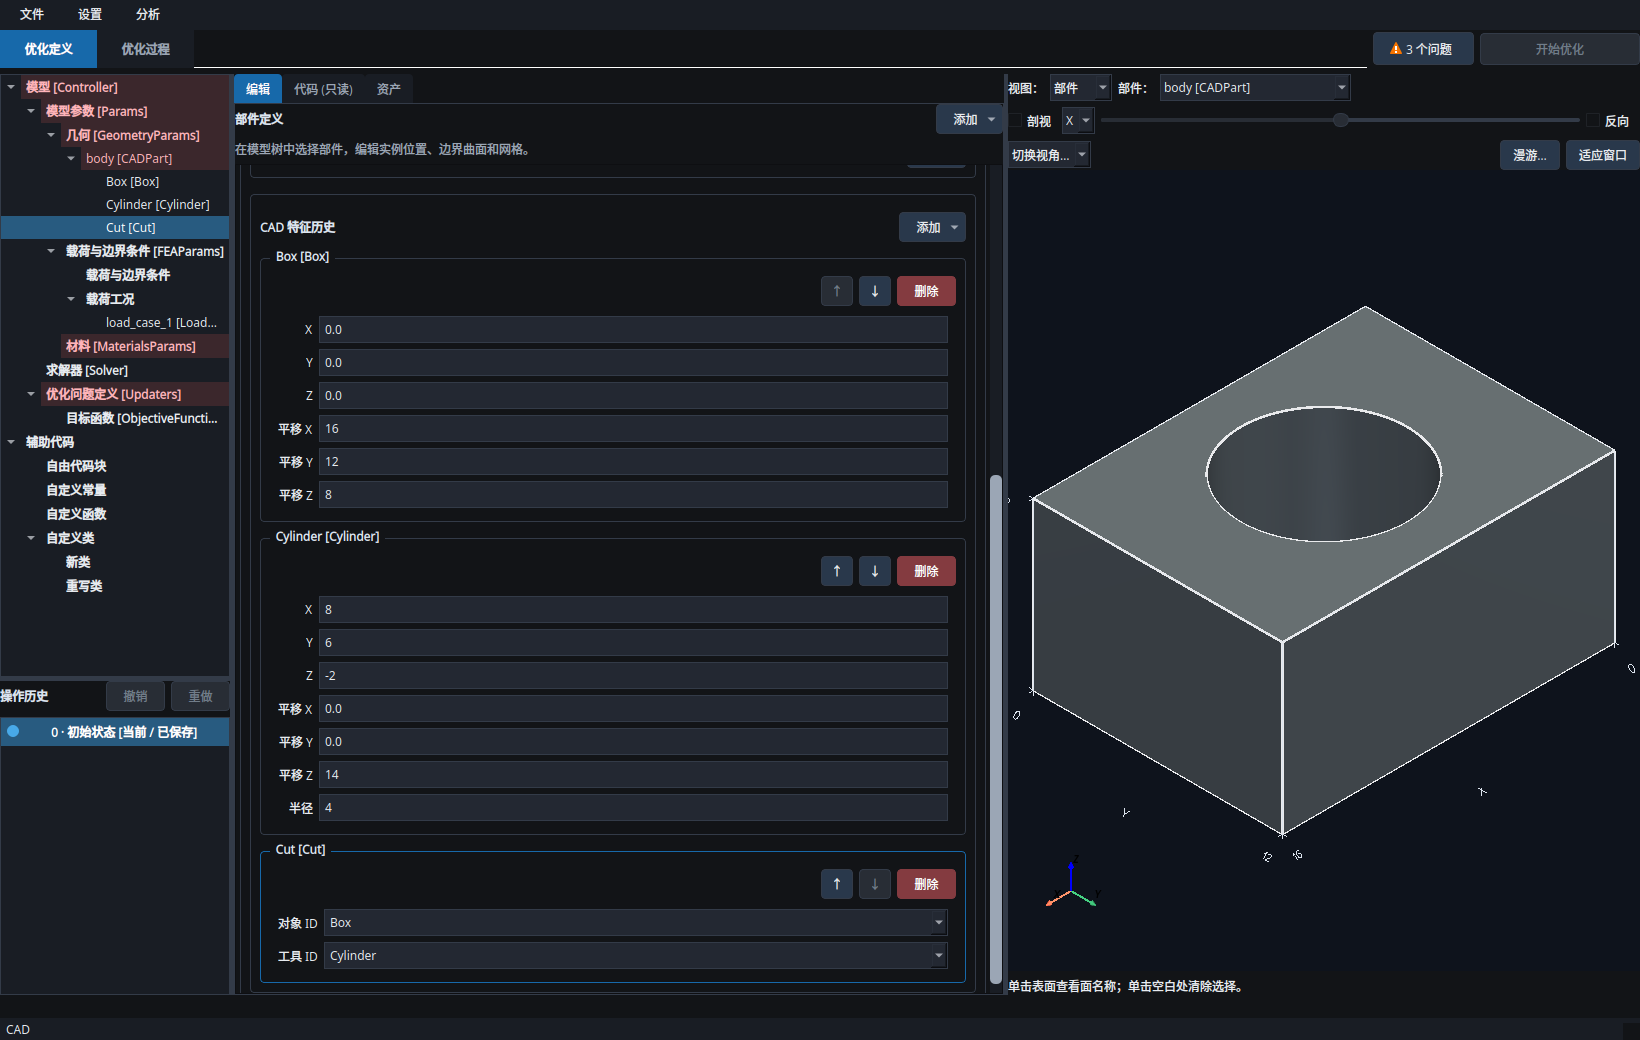 文件 设置 分析
优化定义 优化过程 3 个问题 开始优化
模型 [Controller]
模型参数 [Params]
几何 [GeometryParams]
body [CADPart]
Box [Box]
Cylinder [Cylinder]
Cut [Cut]
载荷与边界条件 [FEAParams]
载荷与边界条件
载荷工况
load_case_1 [Load...
材料 [MaterialsParams]
求解器 [Solver]
优化问题定义 [Updaters]
目标函数 [ObjectiveFuncti...
辅助代码
自由代码块
自定义常量
自定义函数
自定义类
新类
重写类
操作历史 撤销 重做
0 · 初始状态 [当前 / 已保存]
编辑 代码 (只读) 资产
部件定义 添加
在模型树中选择部件，编辑实例位置、边界曲面和网格。
CAD 特征历史 添加
Box [Box]
↑ ↓ 删除
X 0.0
Y 0.0
Z 0.0
平移 X 16
平移 Y 12
平移 Z 8
Cylinder [Cylinder]
↑ ↓ 删除
X 8
Y 6
Z -2
平移 X 0.0
平移 Y 0.0
平移 Z 14
半径 4
Cut [Cut]
↑ ↓ 删除
对象 ID Box
工具 ID Cylinder
视图： 部件 部件： body [CADPart]
剖视 X 反向
切换视角... 漫游... 适应窗口
0
0
X
Y
12 16
Z
Y
单击表面查看面名称；单击空白处清除选择。
CAD